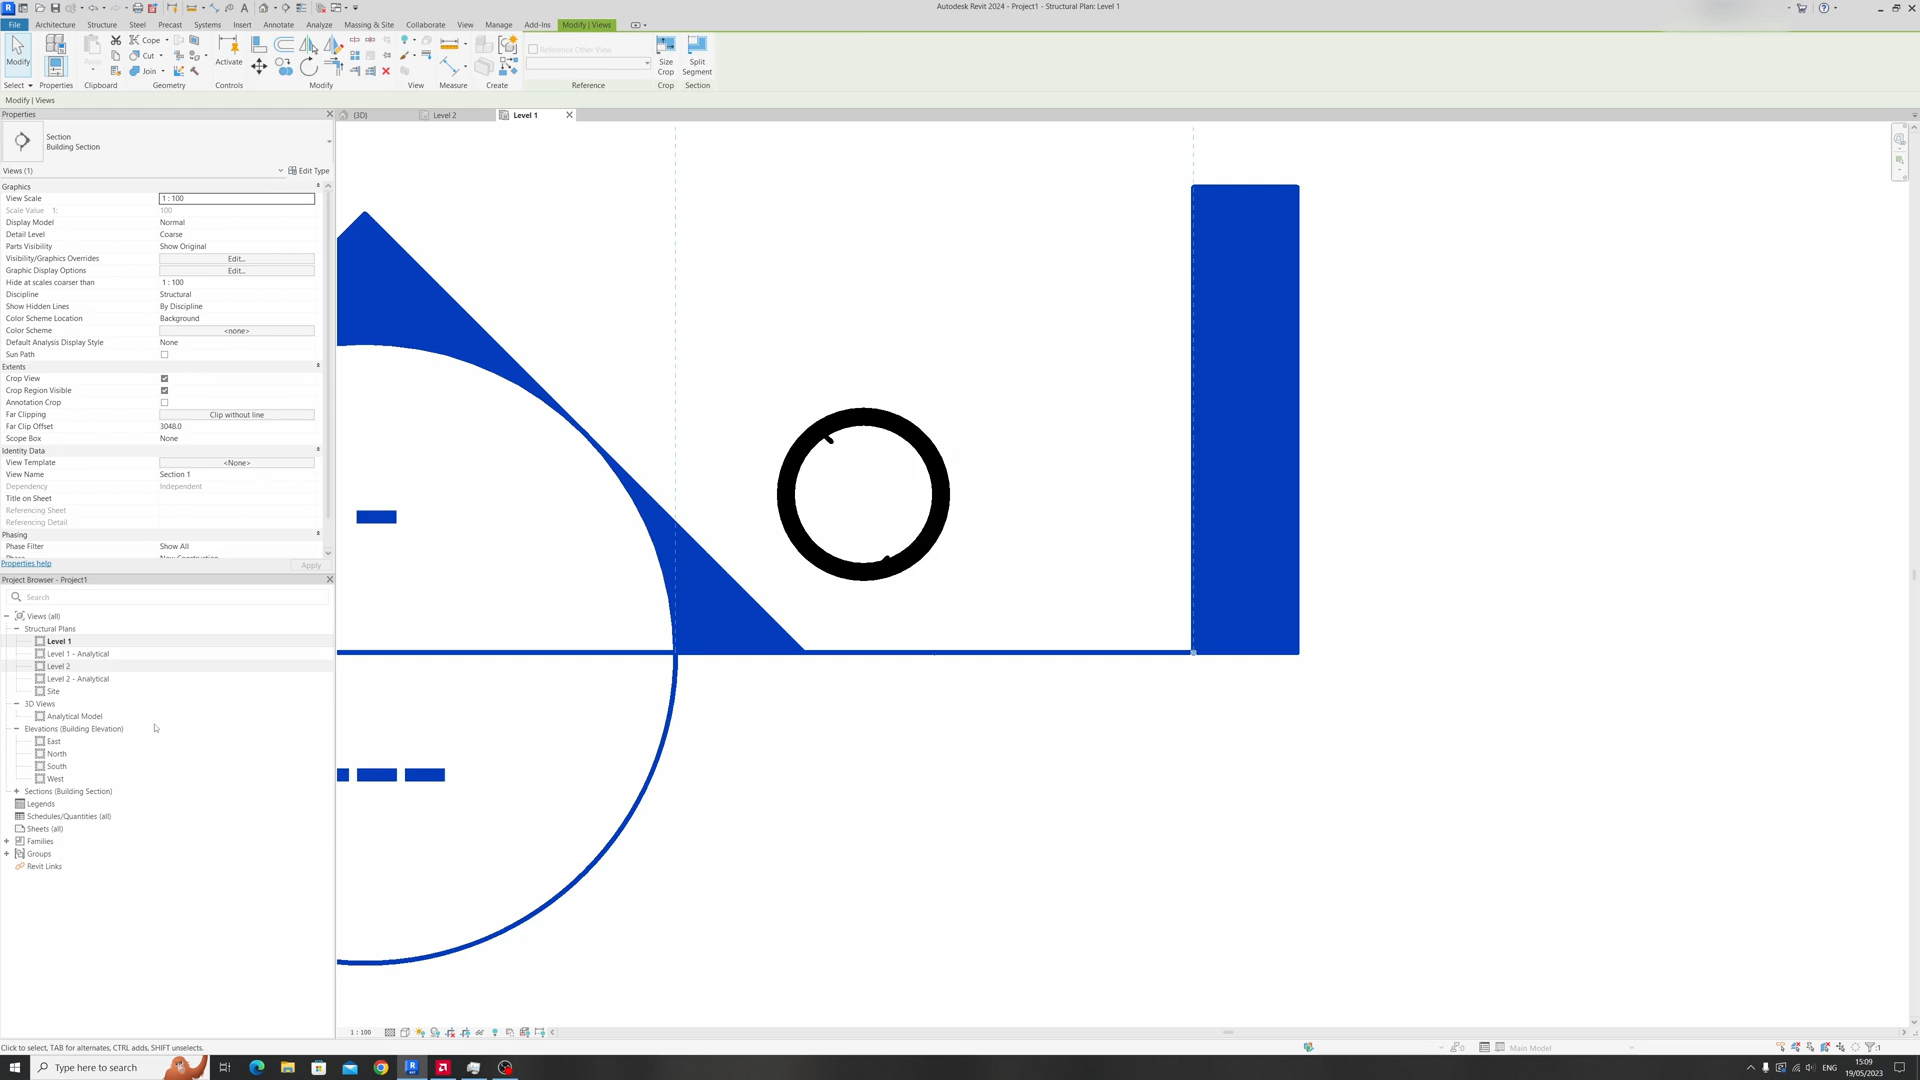 Autodesk Revit 2024 - Project1 - Structural Plan: Level 1
File Architecture Structure Steel Precast Systems Insert Annotate Analyze Massing & Site Collaborate View Manage Add-Ins Modify | Views
Modify
Cope
Cut
Join
Activate
Reference Other View
Size Crop
Split Segment
Select Properties Clipboard Geometry Controls Modify View Measure Create Reference Crop Section
Modify | Views
Properties
Section
Building Section
Views (1) Edit Type
Graphics
View Scale 1 : 100
Scale Value 1: 100
Display Model Normal
Detail Level Coarse
Parts Visibility Show Original
Visibility/Graphics Overrides Edit...
Graphic Display Options Edit...
Hide at scales coarser than 1 : 100
Discipline Structural
Show Hidden Lines By Discipline
Color Scheme Location Background
Color Scheme <none>
Default Analysis Display Style None
Sun Path
Extents
Crop View
Crop Region Visible
Annotation Crop
Far Clipping Clip without line
Far Clip Offset 3048.0
Scope Box None
Identity Data
View Template <None>
View Name Section 1
Dependency Independent
Title on Sheet
Referencing Sheet
Referencing Detail
Phasing
Phase Filter Show All
Properties help Apply
{3D} Level 2 Level 1
Project Browser - Project1
Search
Views (all)
Structural Plans
Level 1
Level 1 - Analytical
Level 2
Level 2 - Analytical
Site
3D Views
Analytical Model
Elevations (Building Elevation)
East
North
South
West
Sections (Building Section)
Legends
Schedules/Quantities (all)
Sheets (all)
Families
Groups
Revit Links
1 : 100
Click to select, TAB for alternates, CTRL adds, SHIFT unselects.
:0 Main Model :1
Type here to search
ENG
15:09
19/05/2023